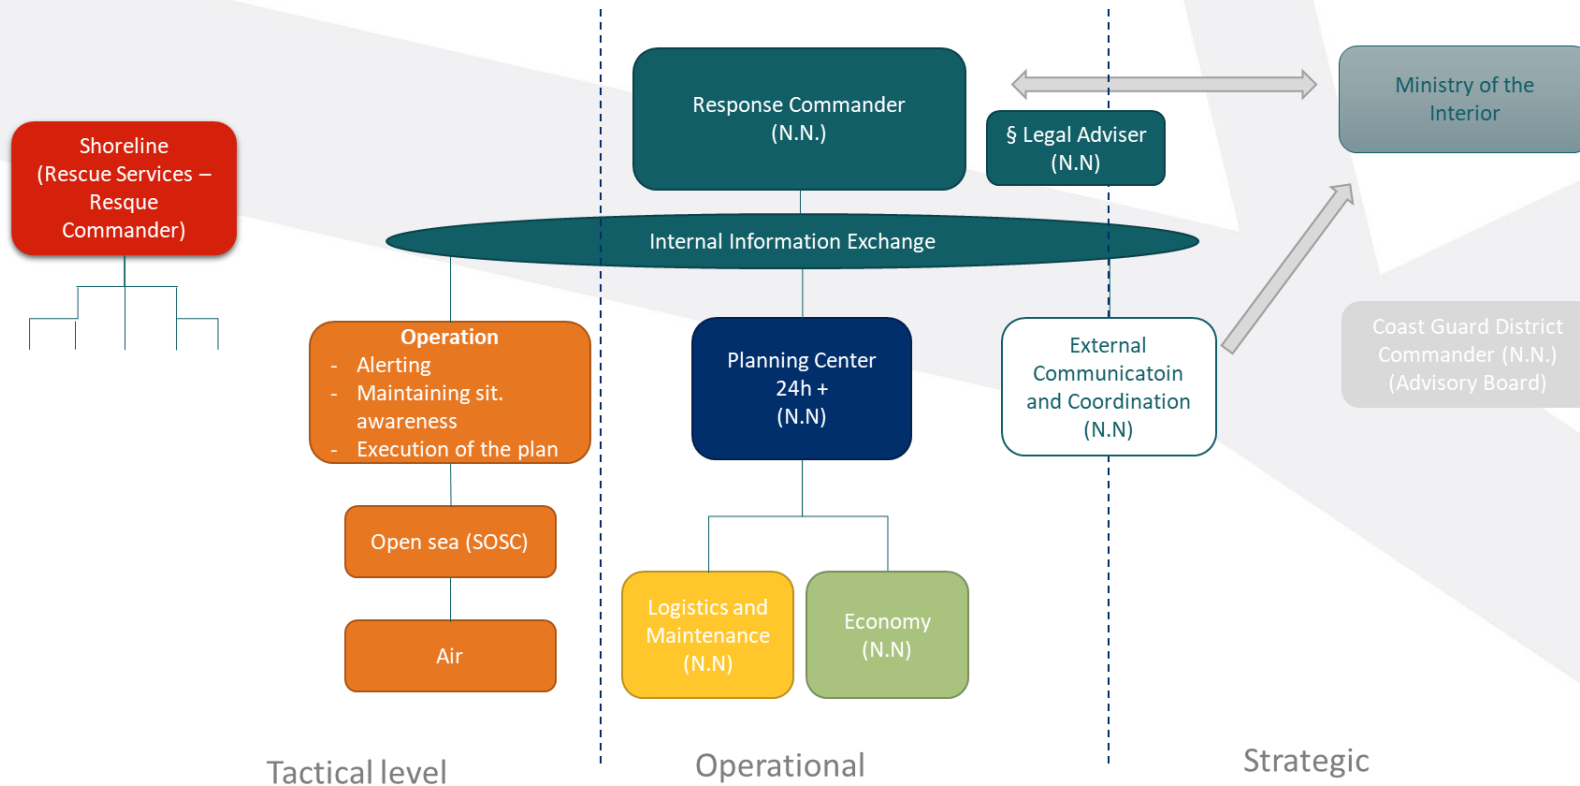 Response Commander
(N.N.)
Ministry of the
Interior
§ Legal Adviser
(N.N)
Shoreline
(Rescue Services –
Resque
Commander)
Internal Information Exchange
Operation
- Alerting
- Maintaining sit.
awareness
- Execution of the plan
Planning Center
24h +
(N.N)
External
Communicatoin
and Coordination
(N.N)
Coast Guard District
Commander (N.N.)
(Advisory Board)
Open sea (SOSC)
Air
Logistics and
Maintenance
(N.N)
Economy
(N.N)
Tactical level
Operational
Strategic